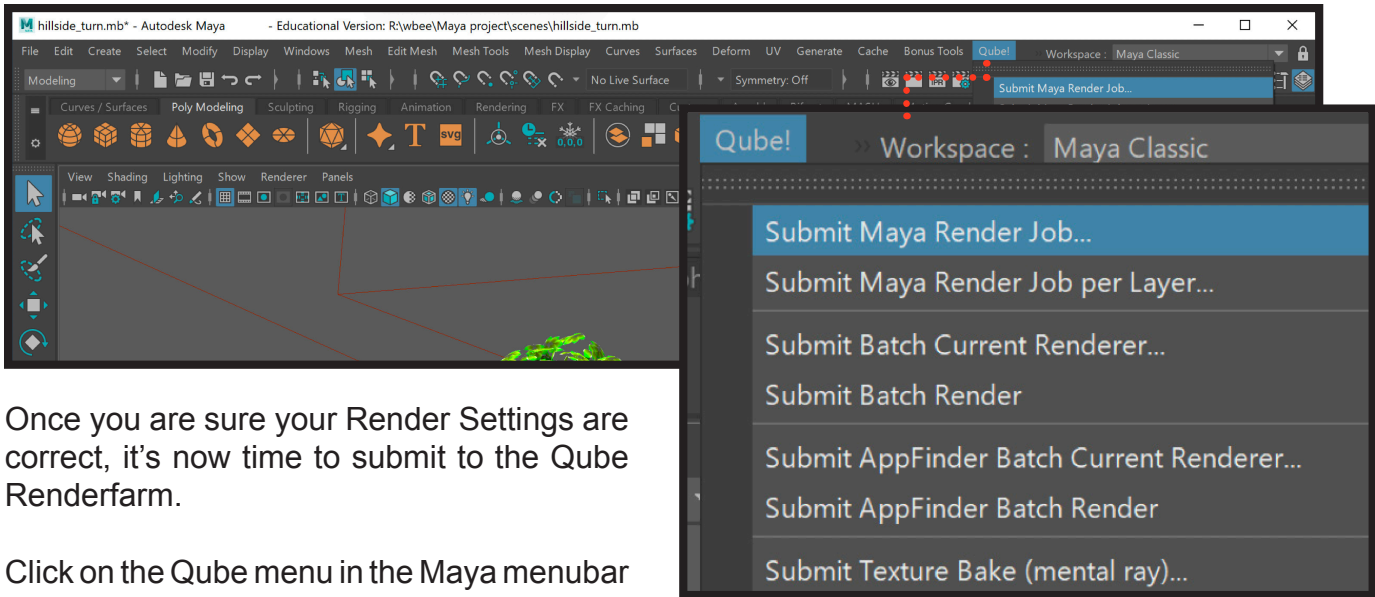 hillside_turn.mb* - Autodesk Maya - Educational Version: R:\wbee\Maya project\scenes\hillside_turn.mb
File Edit Create Select Modify Display Windows Mesh Edit Mesh Mesh Tools Mesh Display Curves Surfaces Deform UV Generate Cache Bonus Tools Qube! Workspace : Maya Classic
Modeling No Live Surface Symmetry: Off IPR Submit Maya Render Job...
Curves / Surfaces Poly Modeling Sculpting Rigging Animation Rendering FX FX Caching
T svg 0,0,0
View Shading Lighting Show Renderer Panels
Qube! » Workspace : Maya Classic
Submit Maya Render Job...
Submit Maya Render Job per Layer...
Submit Batch Current Renderer...
Submit Batch Render
Submit AppFinder Batch Current Renderer...
Submit AppFinder Batch Render
Submit Texture Bake (mental ray)...
Once you are sure your Render Settings are
correct, it's now time to submit to the Qube
Renderfarm.
Click on the Qube menu in the Maya menubar